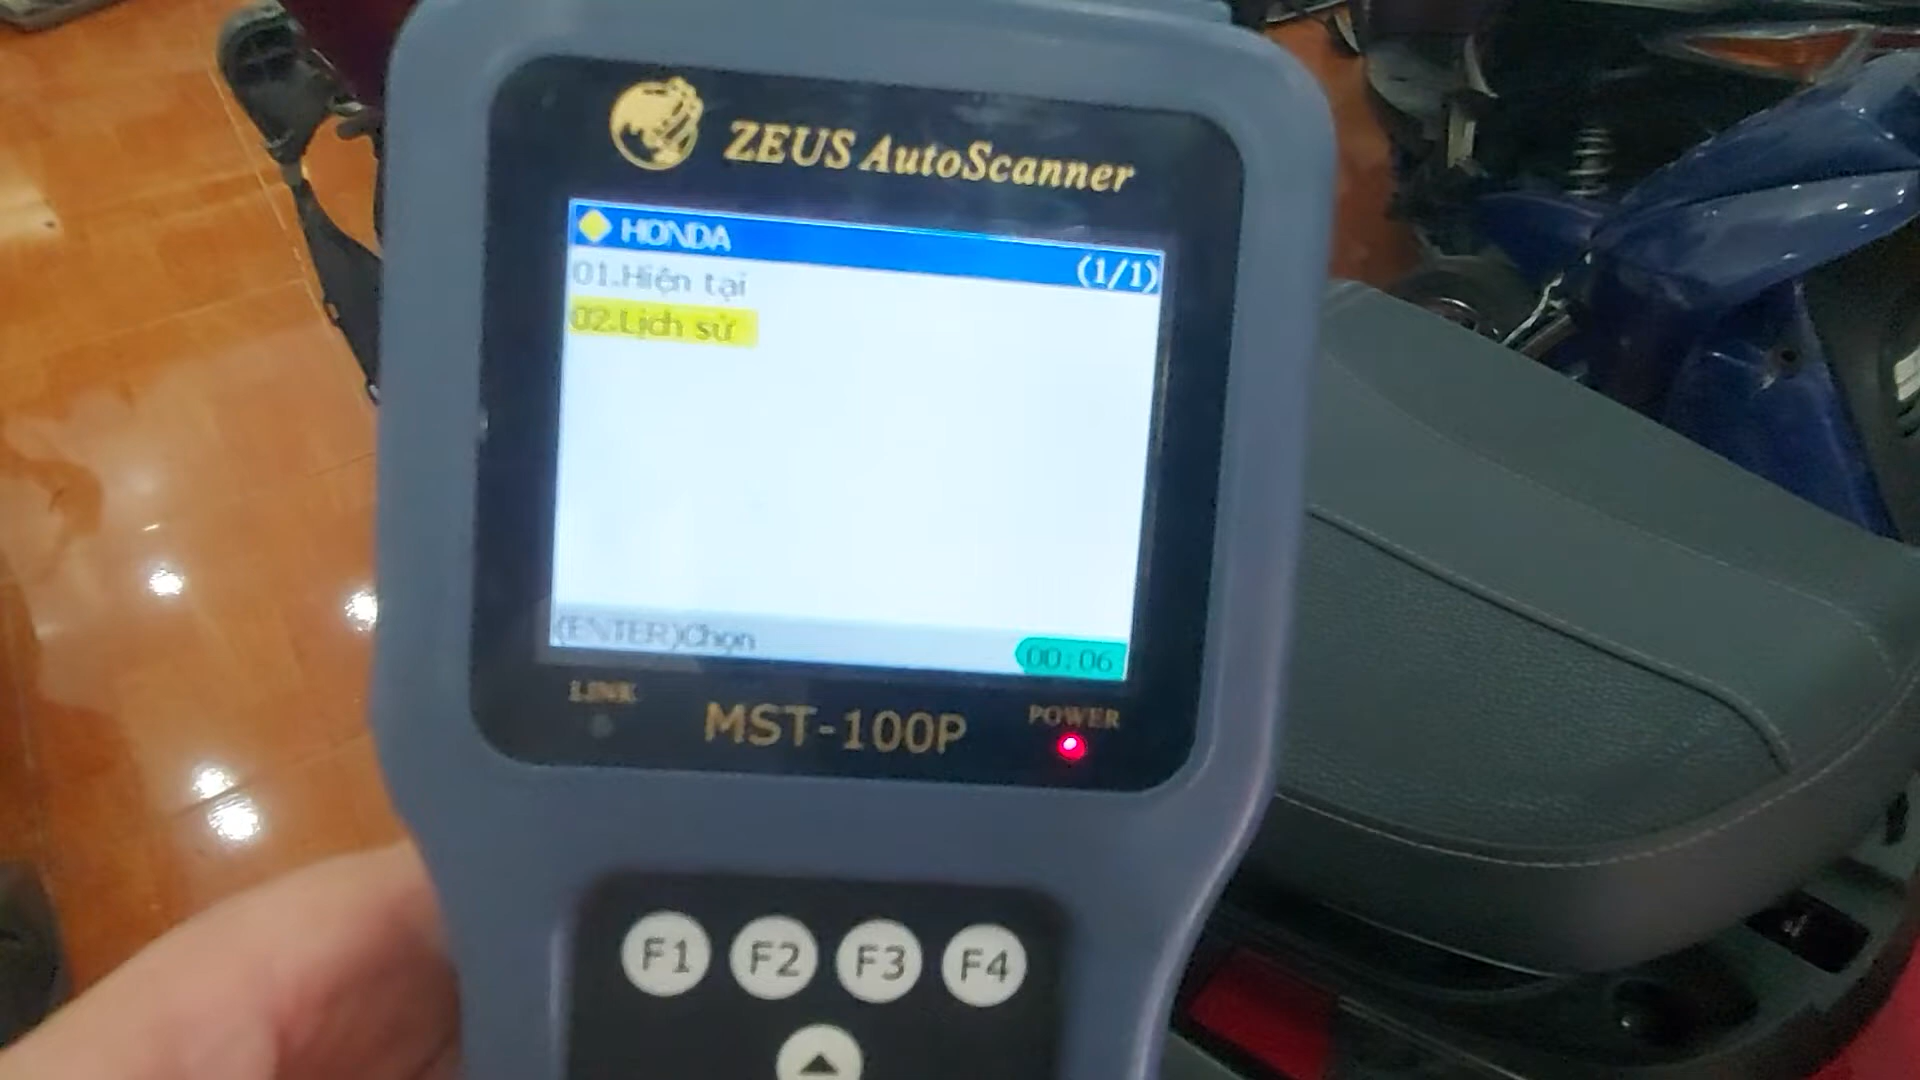 ZEUS AutoScanner
HONDA
(1/1)
01.Hiện tại
02.Lịch sử
(ENTER)Chọn
00:06
LINK
MST-100P
POWER
F1 F2 F3 F4